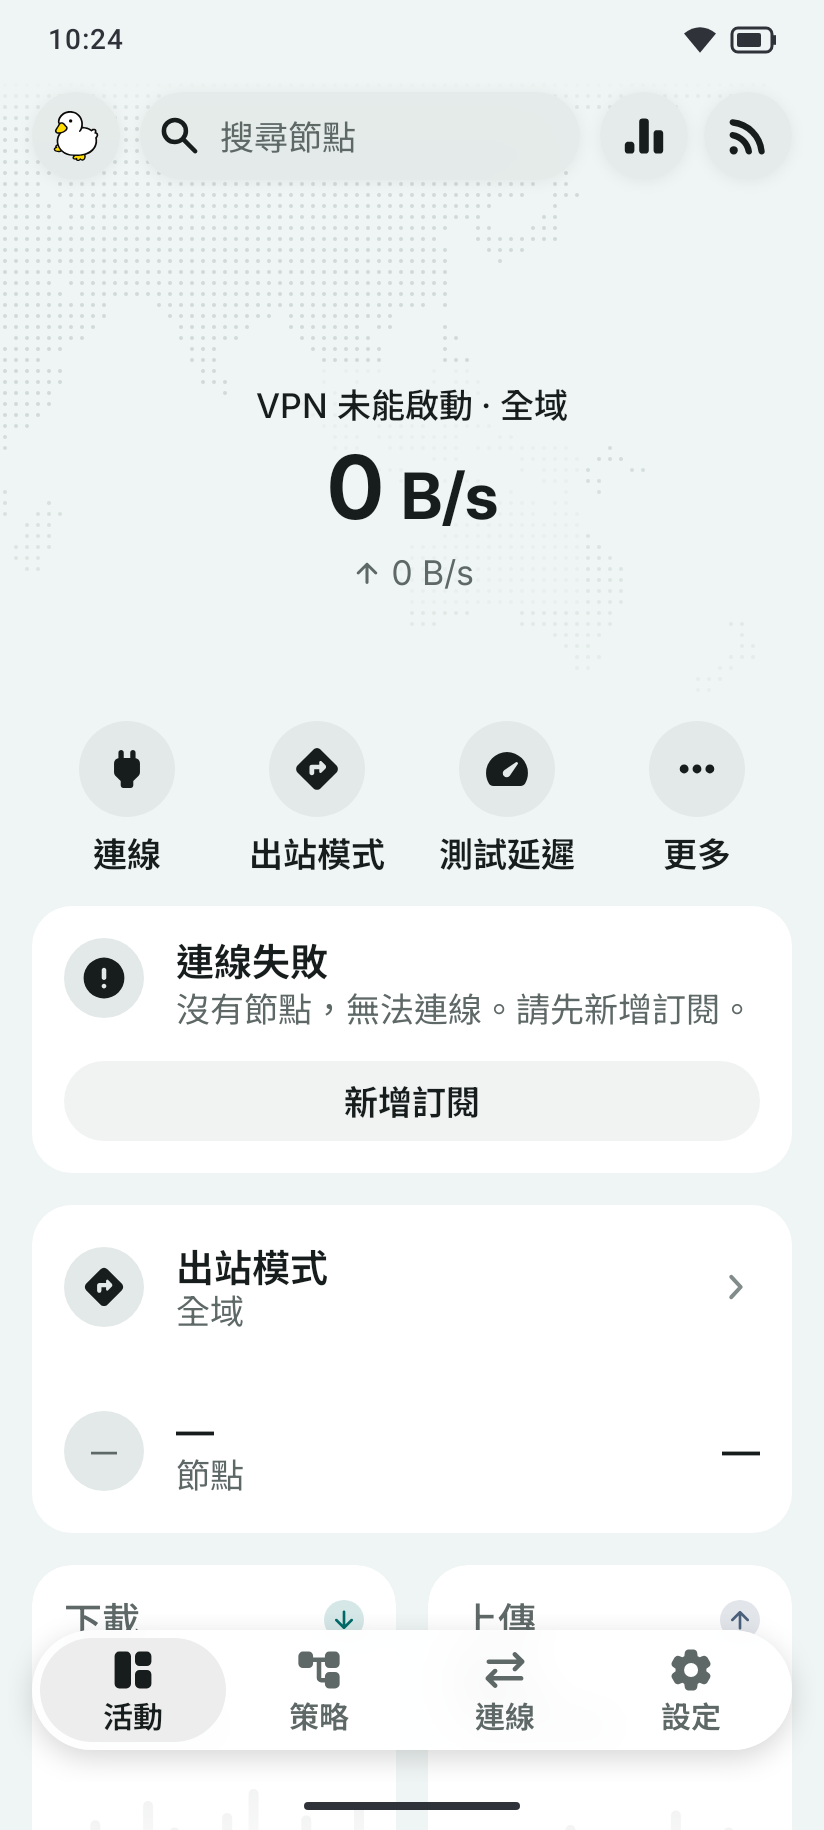 10:24
搜尋節點
VPN 未能啟動 · 全域
0 B/s
↑ 0 B/s
連線
出站模式
測試延遲
更多
連線失敗
沒有節點，無法連線。請先新增訂閱。
新增訂閱
出站模式
全域
—
—
節點
—
下載
上傳
活動
策略
連線
設定